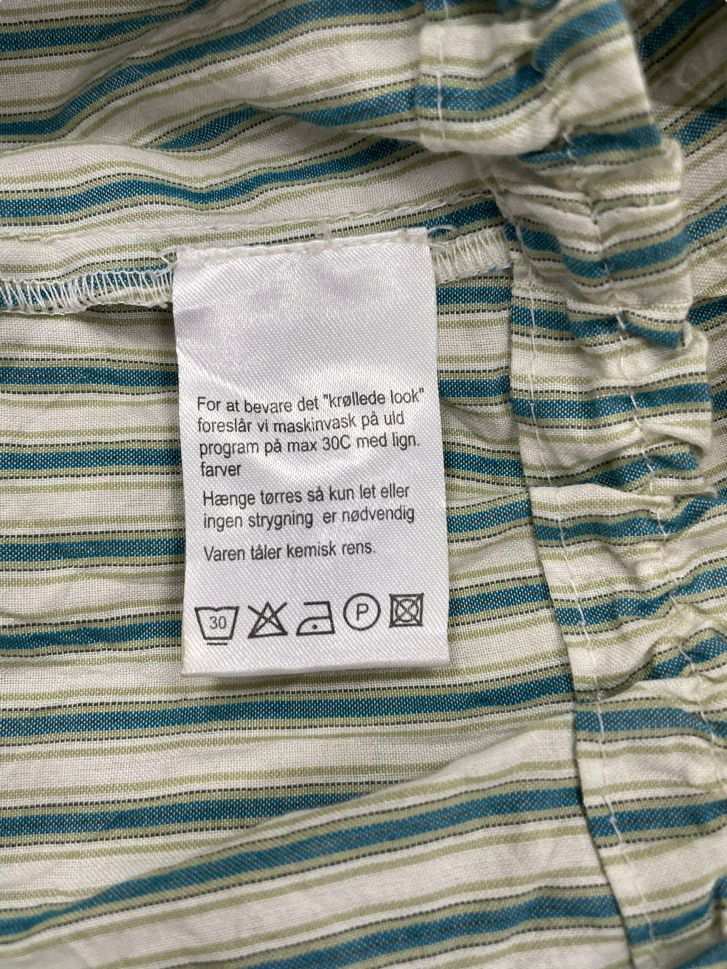 For at bevare det "krøllede look"
foreslår vi maskinvask på uld
program på max 30C med lign.
farver
Hænge tørres så kun let eller
ingen strygning er nødvendig
Varen tåler kemisk rens.
30 P